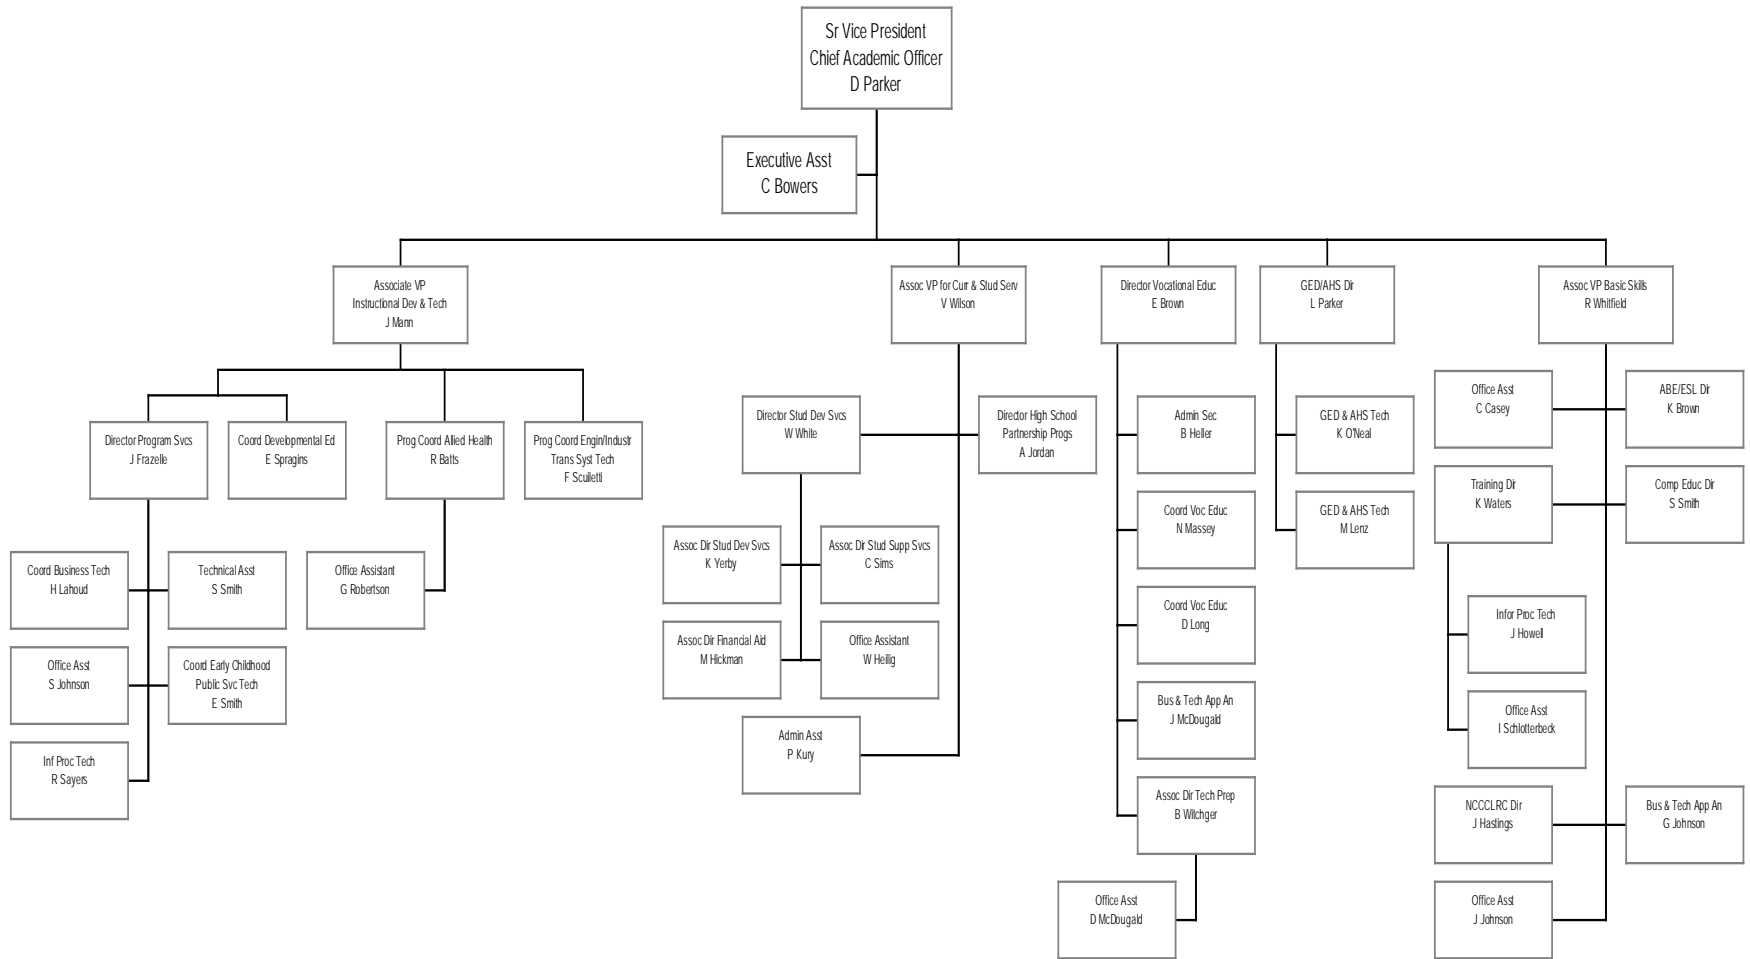 Sr Vice President
Chief Academic Officer
D Parker
Executive Asst
C Bowers
Associate VP
Instructional Dev & Tech
J Mann
Assoc VP for Curr & Stud Serv
V Wilson
Director Vocational Educ
E Brown
GED/AHS Dir
L Parker
Assoc VP Basic Skills
R Whitfield
Director Program Svcs
J Frazelle
Coord Developmental Ed
E Spragins
Prog Coord Allied Health
R Batts
Prog Coord Engin/Industr
Trans Syst Tech
F Scuiletti
Coord Business Tech
H Lahoud
Technical Asst
S Smith
Office Asst
S Johnson
Coord Early Childhood
Public Svc Tech
E Smith
Inf Proc Tech
R Sayers
Office Assistant
G Robertson
Director Stud Dev Svcs
W White
Director High School
Partnership Progs
A Jordan
Assoc Dir Stud Dev Svcs
K Yerby
Assoc Dir Stud Supp Svcs
C Sims
Assoc Dir Financial Aid
M Hickman
Office Assistant
W Heilig
Admin Asst
P Kury
Admin Sec
B Heller
Coord Voc Educ
N Massey
Coord Voc Educ
D Long
Bus & Tech App An
J McDougald
Assoc Dir Tech Prep
B Witchger
Office Asst
D McDougald
GED & AHS Tech
K O'Neal
GED & AHS Tech
M Lenz
Office Asst
C Casey
ABE/ESL Dir
K Brown
Training Dir
K Waters
Comp Educ Dir
S Smith
Infor Proc Tech
J Howell
Office Asst
I Schlotterbeck
NCCCLRC Dir
J Hastings
Bus & Tech App An
G Johnson
Office Asst
J Johnson